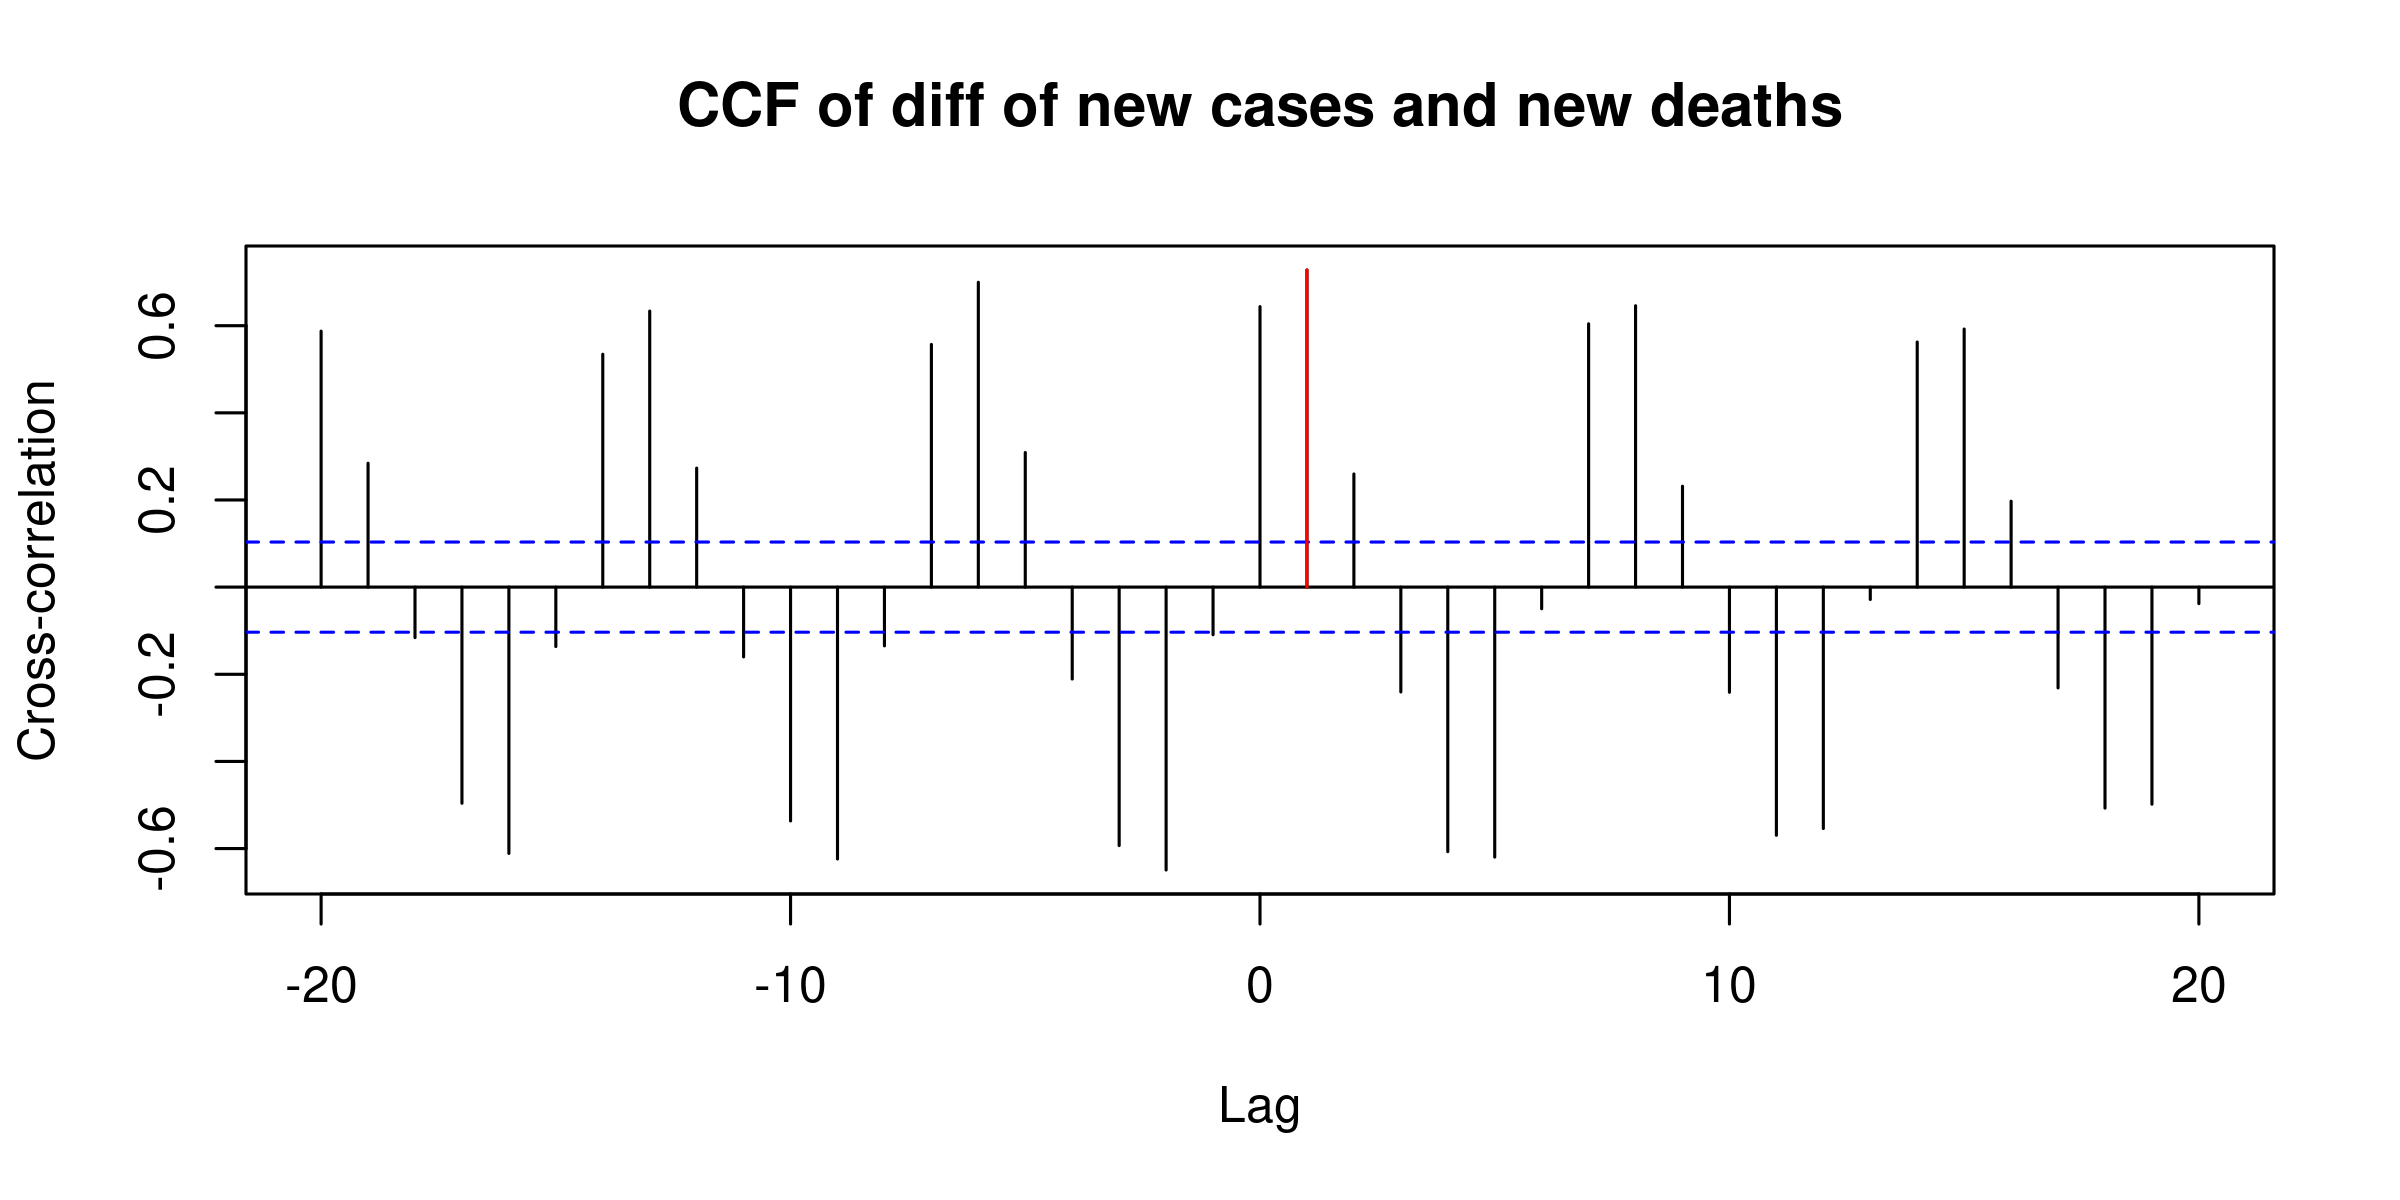 CCF of diff of new cases and new deaths
Cross-correlation
0.6
0.2
-0.2
-0.6
-20 -10 0 10 20
Lag